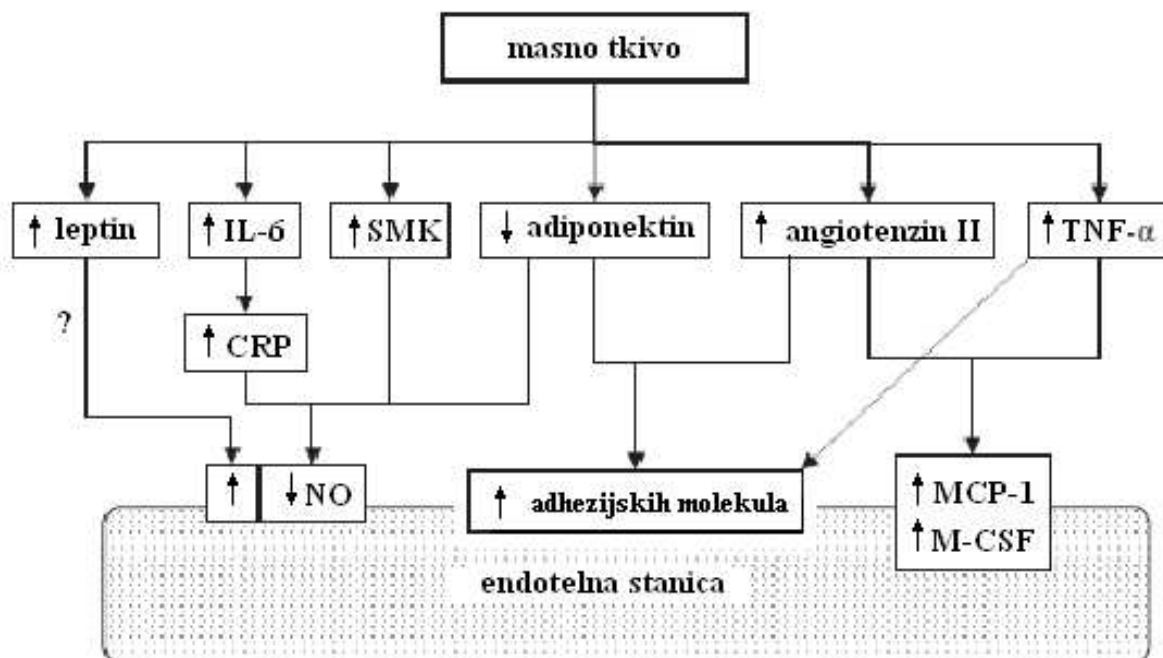 masno tkivo
↑ leptin
↑ IL-6
↑ SMK
↓ adiponektin
↑ angiotenzin II
↑ TNF-α
?
↑ CRP
↑
↓ NO
↑ adhezijskih molekula
↑ MCP-1
↑ M-CSF
endotelna stanica